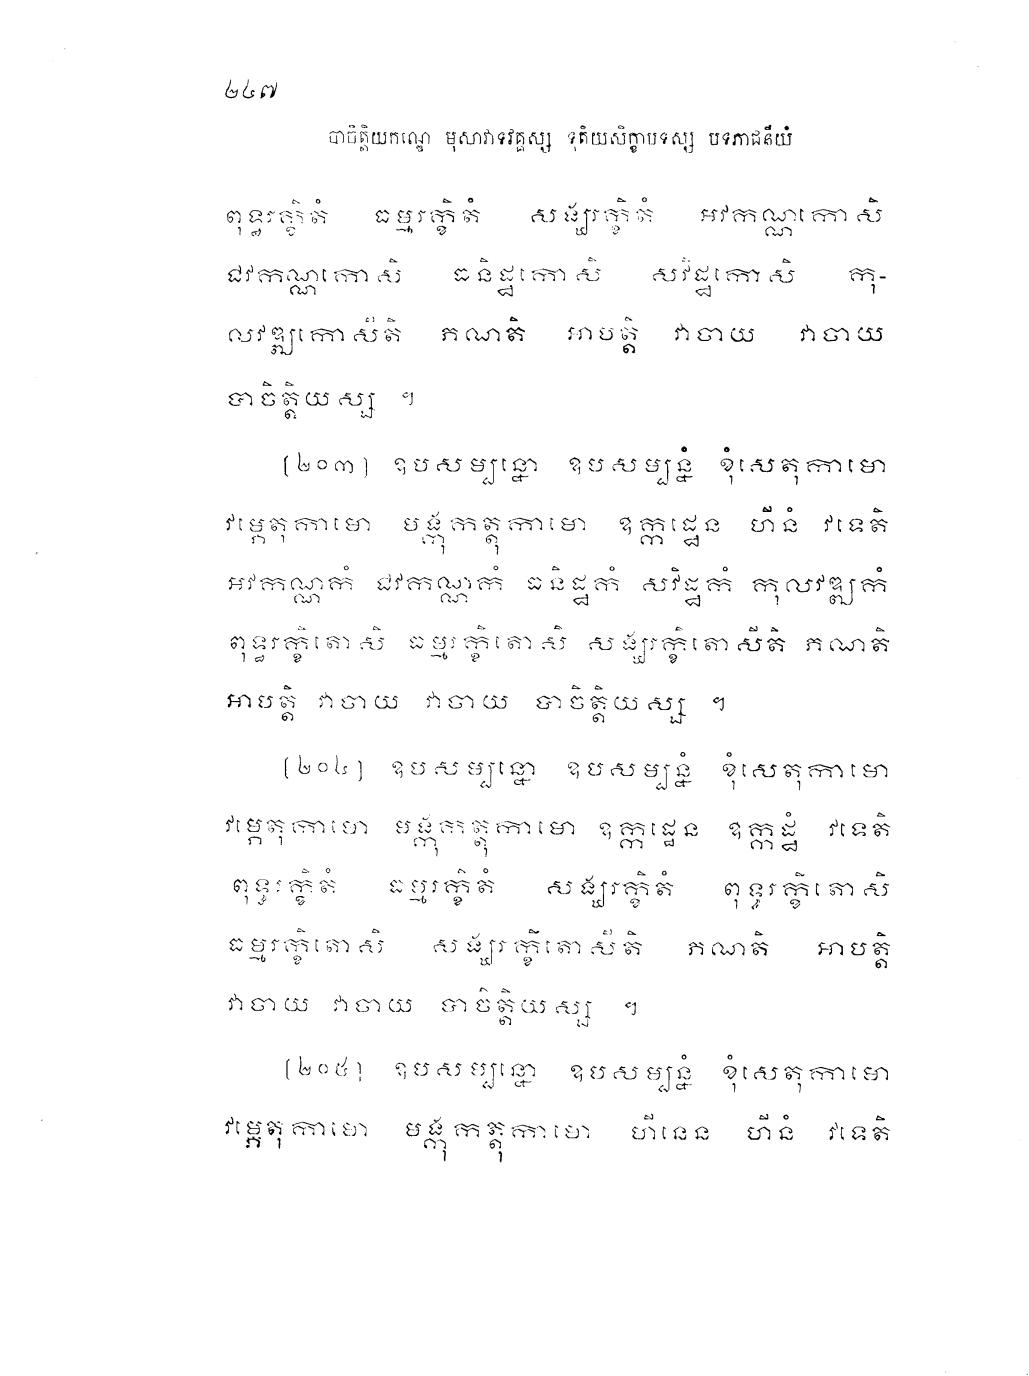 ២៤៧
បាចិត្តិយកណ្ឌេ មុសាវាទវគ្គស្ស ទុតិយសិក្ខាបទស្ស បទភាជនីយំ
ពុទ្ធរក្ខិតំ ធម្មរក្ខិតំ សង្ឃរក្ខិតំ អវកណ្ណកោសិ
ជវកណ្ណកោសិ ធនិដ្ឋកោសិ សវិដ្ឋកោសិ កុ-
លវឌ្ឍកោសីតិ ភណតិ អាបត្តិ វាចាយ វាចាយ
បាចិត្តិយស្ស ។
(២០៣) ឧបសម្បន្នោ ឧបសម្បន្នំ ខុំសេតុកាមោ
វម្ភេតុកាមោ មង្កុកត្តុកាមោ ឧក្កដ្ឋេន ហីនំ វទេតិ
អវកណ្ណកំ ជវកណ្ណកំ ធនិដ្ឋកំ សវិដ្ឋកំ កុលវឌ្ឍកំ
ពុទ្ធរក្ខិតោសិ ធម្មរក្ខិតោសិ សង្ឃរក្ខិតោសីតិ ភណតិ
អាបត្តិ វាចាយ វាចាយ បាចិត្តិយស្ស ។
(២០៤) ឧបសម្បន្នោ ឧបសម្បន្នំ ខុំសេតុកាមោ
វម្ភេតុកាមោ មង្កុកត្តុកាមោ ឧក្កដ្ឋេន ឧក្កដ្ឋំ វទេតិ
ពុទ្ធរក្ខិតំ ធម្មរក្ខិតំ សង្ឃរក្ខិតំ ពុទ្ធរក្ខិតោសិ
ធម្មរក្ខិតោសិ សង្ឃរក្ខិតោសីតិ ភណតិ អាបត្តិ
វាចាយ វាចាយ បាចិត្តិយស្ស ។
(២០៥) ឧបសម្បន្នោ ឧបសម្បន្នំ ខុំសេតុកាមោ
វម្ភេតុកាមោ មង្កុកត្តុកាមោ ហីនេន ហីនំ វទេតិ